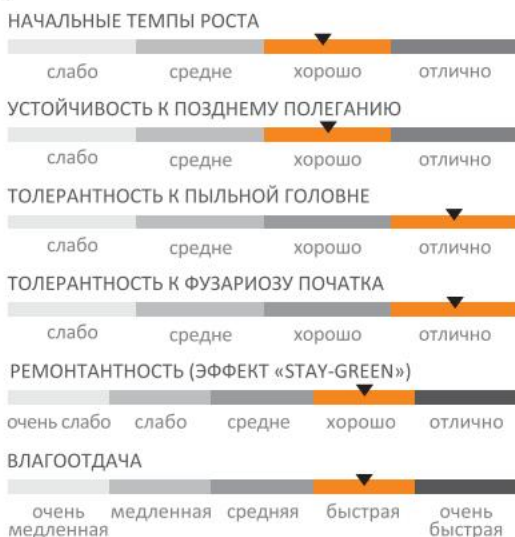 НАЧАЛЬНЫЕ ТЕМПЫ РОСТА
слабо средне хорошо отлично
УСТОЙЧИВОСТЬ К ПОЗДНЕМУ ПОЛЕГАНИЮ
слабо средне хорошо отлично
ТОЛЕРАНТНОСТЬ К ПЫЛЬНОЙ ГОЛОВНЕ
слабо средне хорошо отлично
ТОЛЕРАНТНОСТЬ К ФУЗАРИОЗУ ПОЧАТКА
слабо средне хорошо отлично
РЕМОНТАНТНОСТЬ (ЭФФЕКТ «STAY-GREEN»)
очень слабо слабо средне хорошо отлично
ВЛАГООТДАЧА
очень медленная средняя быстрая очень
медленная быстрая